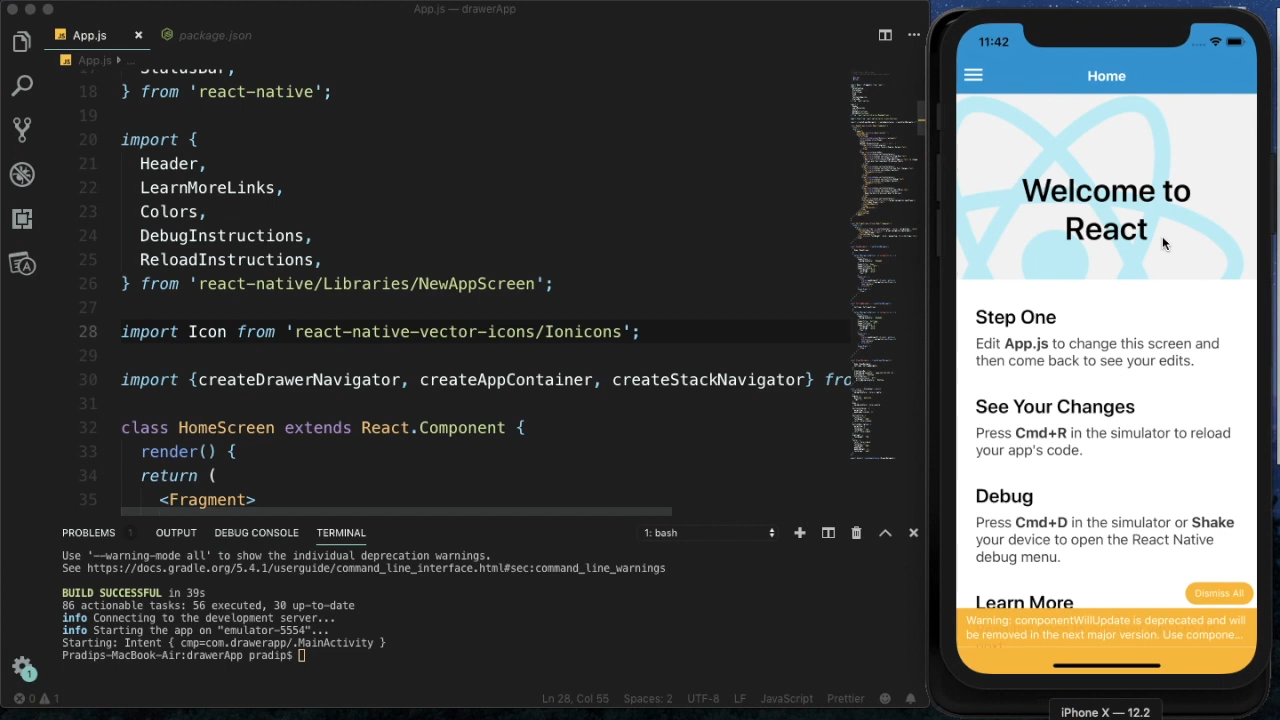 App.js — drawerApp
App.js
package.json
App.js
...
17
StatusBar,
18 } from 'react-native';
19
20 import {
21 Header,
22 LearnMoreLinks,
23 Colors,
24 DebugInstructions,
25 ReloadInstructions,
26 } from 'react-native/Libraries/NewAppScreen';
27
28 import Icon from 'react-native-vector-icons/Ionicons';
29
30 import {createDrawerNavigator, createAppContainer, createStackNavigator} fro
31
32 class HomeScreen extends React.Component {
33 render() {
34 return (
35 <Fragment>
PROBLEMS 1 OUTPUT DEBUG CONSOLE TERMINAL
1: bash
Use '--warning-mode all' to show the individual deprecation warnings.
See https://docs.gradle.org/5.4.1/userguide/command_line_interface.html#sec:command_line_warnings
BUILD SUCCESSFUL in 39s
86 actionable tasks: 56 executed, 30 up-to-date
info Connecting to the development server...
info Starting the app on "emulator-5554"...
Starting: Intent { cmp=com.drawerapp/.MainActivity }
Pradips-MacBook-Air:drawerApp pradip$
1
0 1
Ln 28, Col 55 Spaces: 2 UTF-8 LF JavaScript Prettier
11:42
Home
Welcome to
React
Step One
Edit App.js to change this screen and
then come back to see your edits.
See Your Changes
Press Cmd+R in the simulator to reload
your app's code.
Debug
Press Cmd+D in the simulator or Shake
your device to open the React Native
debug menu.
Learn More
Dismiss All
Warning: componentWillUpdate is deprecated and will
be removed in the next major version. Use compone...
iPhone X — 12.2